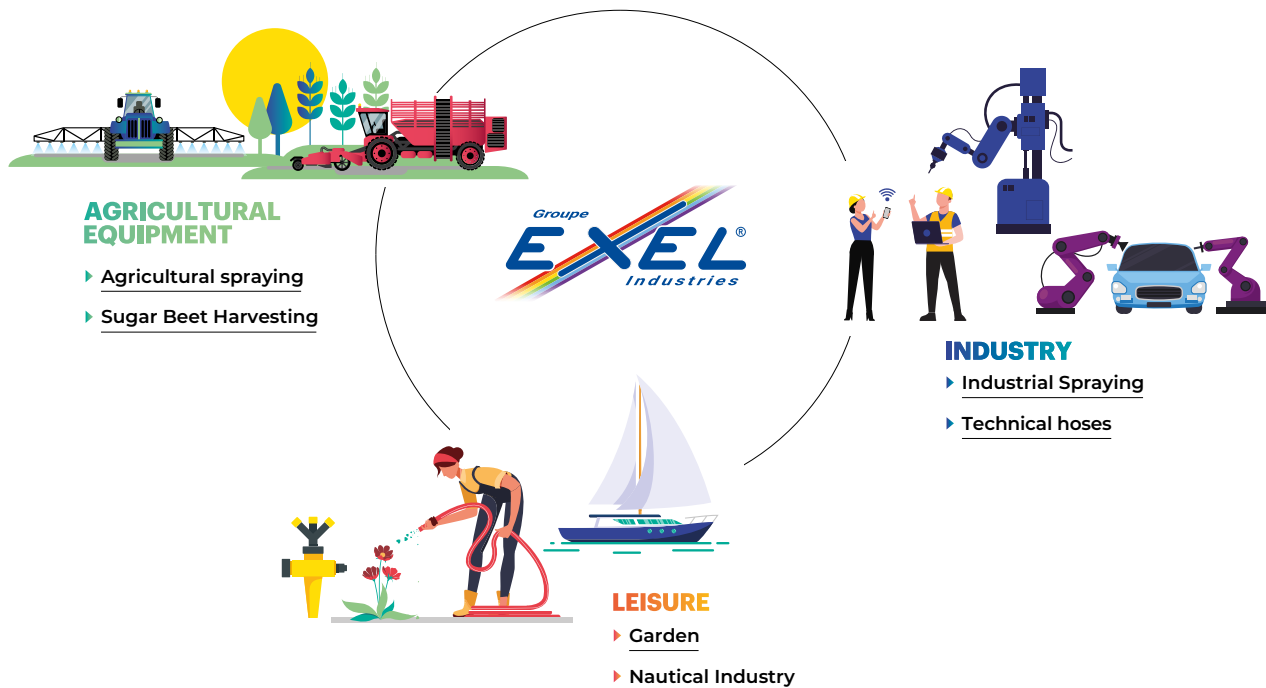 AGRICULTURAL
EQUIPMENT
Agricultural spraying
Sugar Beet Harvesting
Groupe
EXEL®
Industries
INDUSTRY
Industrial Spraying
Technical hoses
LEISURE
Garden
Nautical Industry